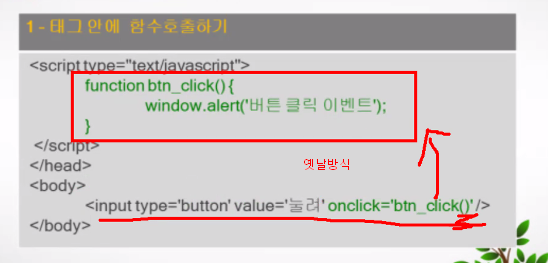 1 - 태그 안에 함수호출하기
<script type="text/javascript">
function btn_click() {
window.alert('버튼 클릭 이벤트');
}
</script>
</head>
옛날방식
<body>
<input type='button' value='눌려' onclick='btn_click()' />
</body>